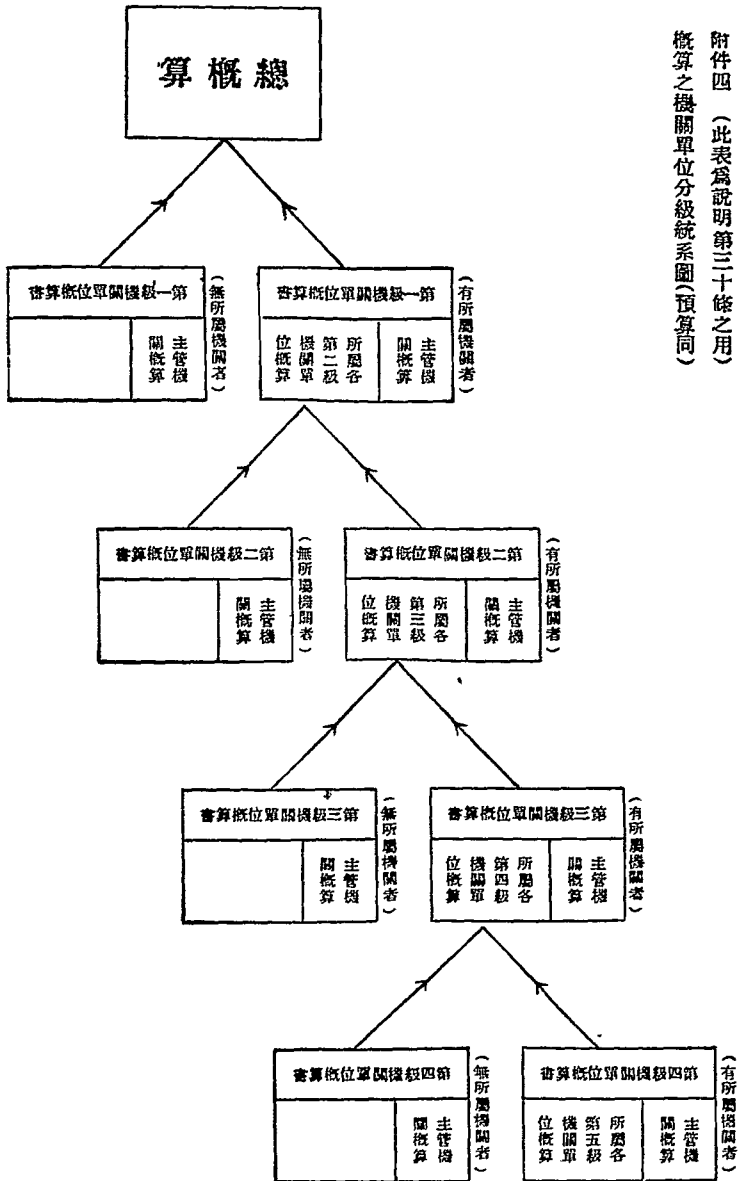 附件四　（此表爲說明第三十條之用）
概算之機關單位分級統系圖（預算同）
總概算
（有所屬機關者）
第一級機關單位概算書
主管機
關概算
所屬各
第二級
機關單
位概算
（無所屬機關者）
第一級機關單位概算書
主管機
關概算
（有所屬機關者）
第二級機關單位概算書
主管機
關概算
所屬各
第三級
機關單
位概算
（無所屬機關者）
第二級機關單位概算書
主管機
關概算
（有所屬機關者）
第三級機關單位概算書
主管機
關概算
所屬各
第四級
機關單
位概算
（無所屬機關者）
第三級機關單位概算書
主管機
關概算
（有所屬機關者）
第四級機關單位概算書
主管機
關概算
所屬各
第五級
機關單
位概算
（無所屬機關者）
第四級機關單位概算書
主管機
關概算